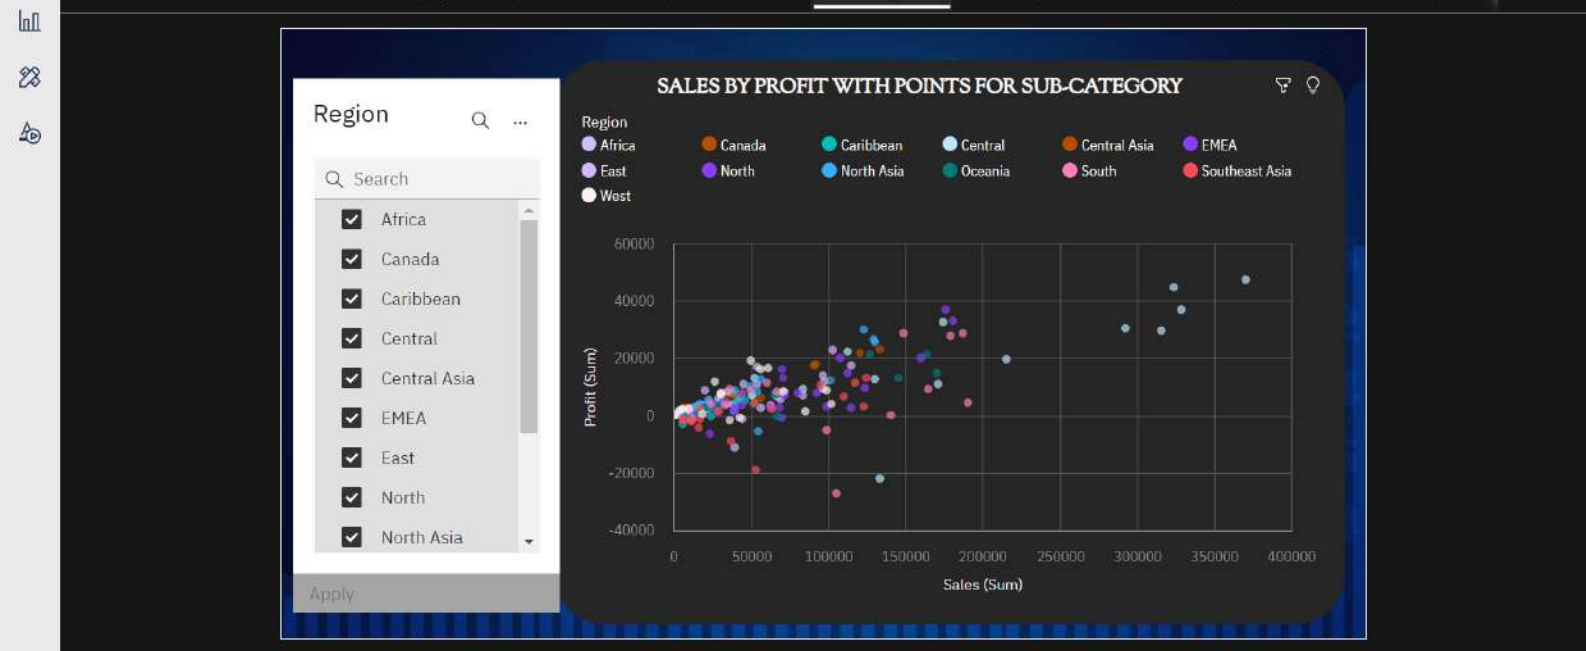 SALES BY PROFIT WITH POINTS FOR SUB-CATEGORY
Region
...
Search
Africa
Canada
Caribbean
Central
Central Asia
EMEA
East
North
North Asia
Apply
Region
Africa Canada Caribbean Central Central Asia EMEA
East North North Asia Oceania South Southeast Asia
West
Profit (Sum)
60000
40000
20000
0
-20000
-40000
0 50000 100000 150000 200000 250000 300000 350000 400000
Sales (Sum)